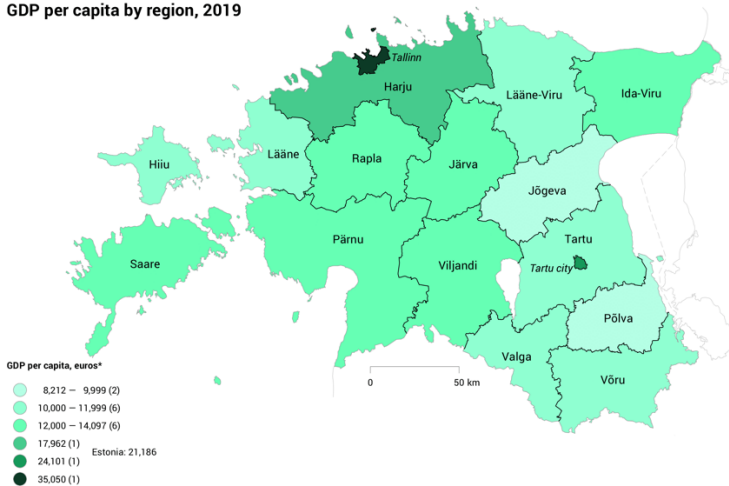 GDP per capita by region, 2019
Tallinn
Harju
Lääne-Viru
Ida-Viru
Hiiu
Lääne
Rapla
Järva
Jõgeva
Saare
Pärnu
Viljandi
Tartu
Tartu city
Põlva
Valga
Võru
0 50 km
GDP per capita, euros*
8,212 — 9,999 (2)
10,000 — 11,999 (6)
12,000 — 14,097 (6)
17,962 (1)
Estonia: 21,186
24,101 (1)
35,050 (1)